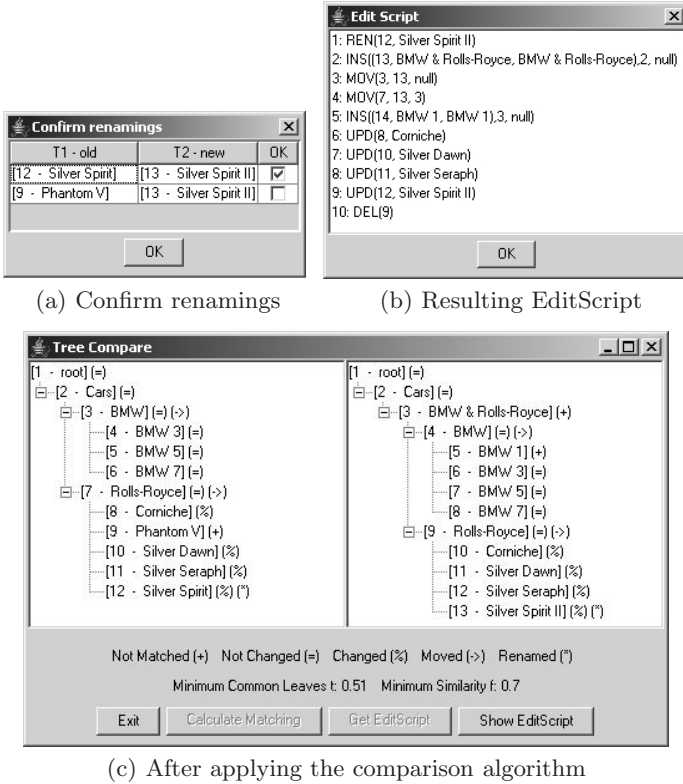 Confirm renamings
T1 - old T2 - new OK
[12 - Silver Spirit] [13 - Silver Spirit II]
[9 - Phantom V] [13 - Silver Spirit II]
OK
(a) Confirm renamings
Edit Script
1: REN(12, Silver Spirit II)
2: INS((13, BMW & Rolls-Royce, BMW & Rolls-Royce),2, null)
3: MOV(3, 13, null)
4: MOV(7, 13, 3)
5: INS((14, BMW 1, BMW 1),3, null)
6: UPD(8, Corniche)
7: UPD(10, Silver Dawn)
8: UPD(11, Silver Seraph)
9: UPD(12, Silver Spirit II)
10: DEL(9)
OK
(b) Resulting EditScript
Tree Compare
[1 - root] (=)
[2 - Cars] (=)
[3 - BMW] (=) (->)
[4 - BMW 3] (=)
[5 - BMW 5] (=)
[6 - BMW 7] (=)
[7 - Rolls-Royce] (=) (->)
[8 - Corniche] (%)
[9 - Phantom V] (+)
[10 - Silver Dawn] (%)
[11 - Silver Seraph] (%)
[12 - Silver Spirit] (%) (*)
[1 - root] (=)
[2 - Cars] (=)
[3 - BMW & Rolls-Royce] (+)
[4 - BMW] (=) (->)
[5 - BMW 1] (+)
[6 - BMW 3] (=)
[7 - BMW 5] (=)
[8 - BMW 7] (=)
[9 - Rolls-Royce] (=) (->)
[10 - Corniche] (%)
[11 - Silver Dawn] (%)
[12 - Silver Seraph] (%)
[13 - Silver Spirit II] (%) (*)
Not Matched (+) Not Changed (=) Changed (%) Moved (->) Renamed (*)
Minimum Common Leaves t: 0.51 Minimum Similarity f: 0.7
Exit Calculate Matching Get EditScript Show EditScript
(c) After applying the comparison algorithm